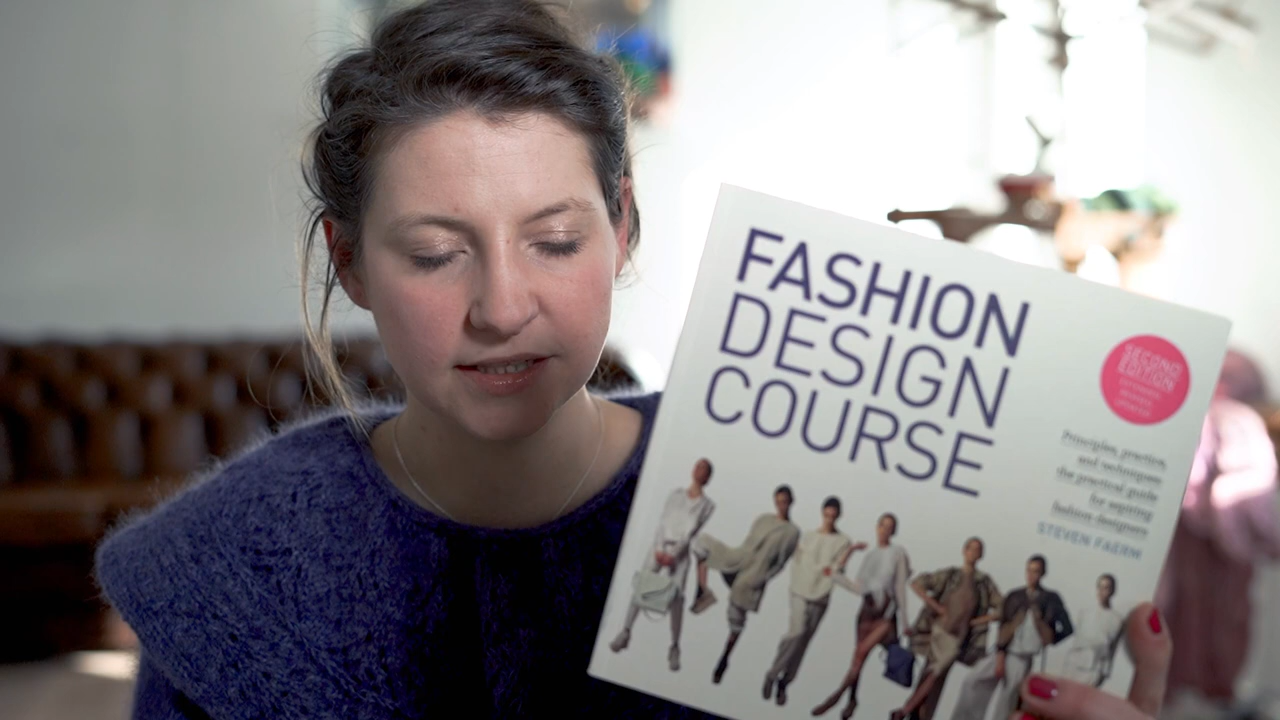 FASHION
DESIGN
COURSE
SECOND
EDITION
Principles, practice,
and techniques:
the practical guide
for aspiring
fashion designers
STEVEN FAERM